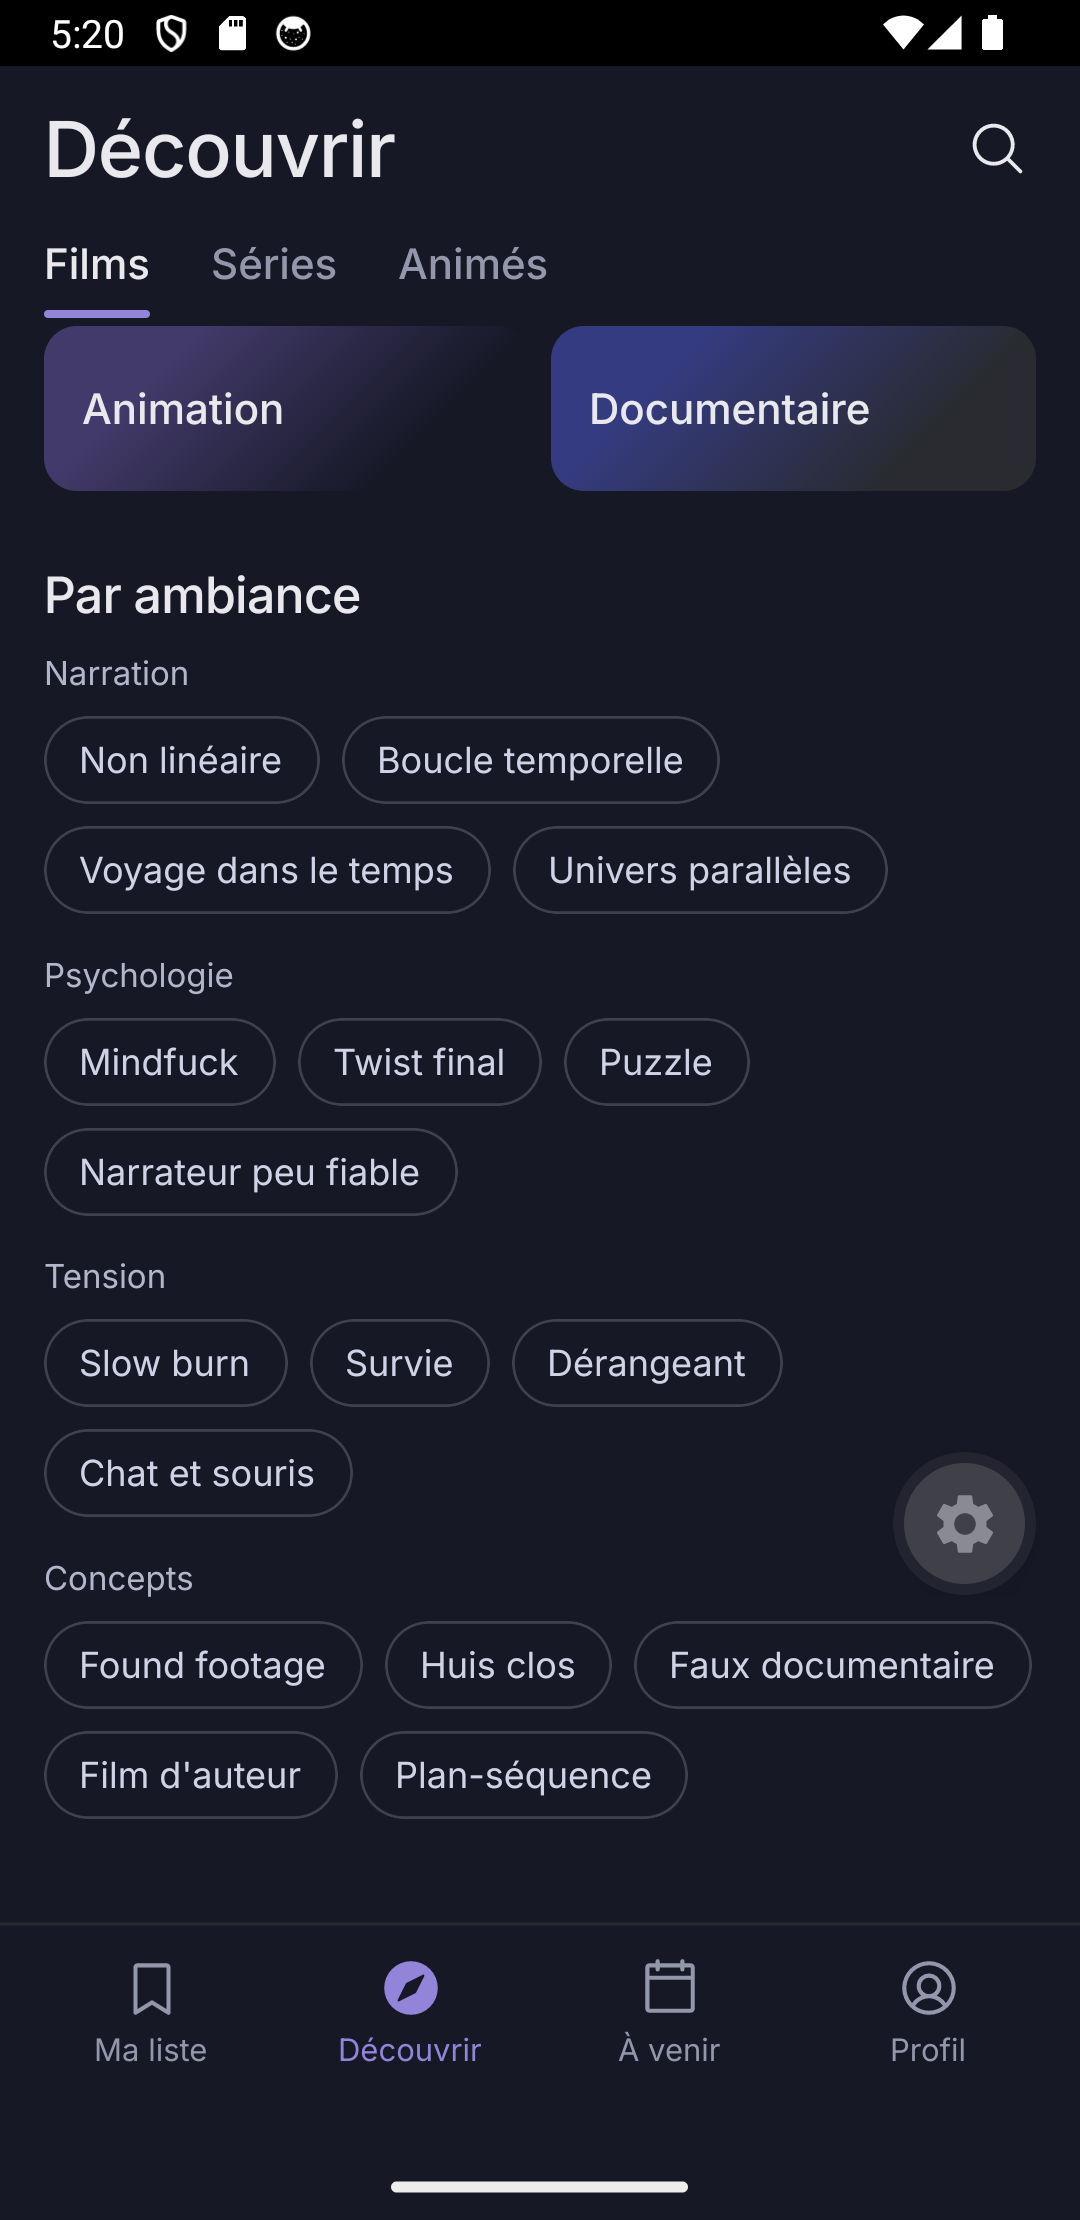 5:20
Découvrir
Films Séries Animés
Animation Documentaire
Par ambiance
Narration
Non linéaire Boucle temporelle
Voyage dans le temps Univers parallèles
Psychologie
Mindfuck Twist final Puzzle
Narrateur peu fiable
Tension
Slow burn Survie Dérangeant
Chat et souris
Concepts
Found footage Huis clos Faux documentaire
Film d'auteur Plan-séquence
Ma liste Découvrir À venir Profil